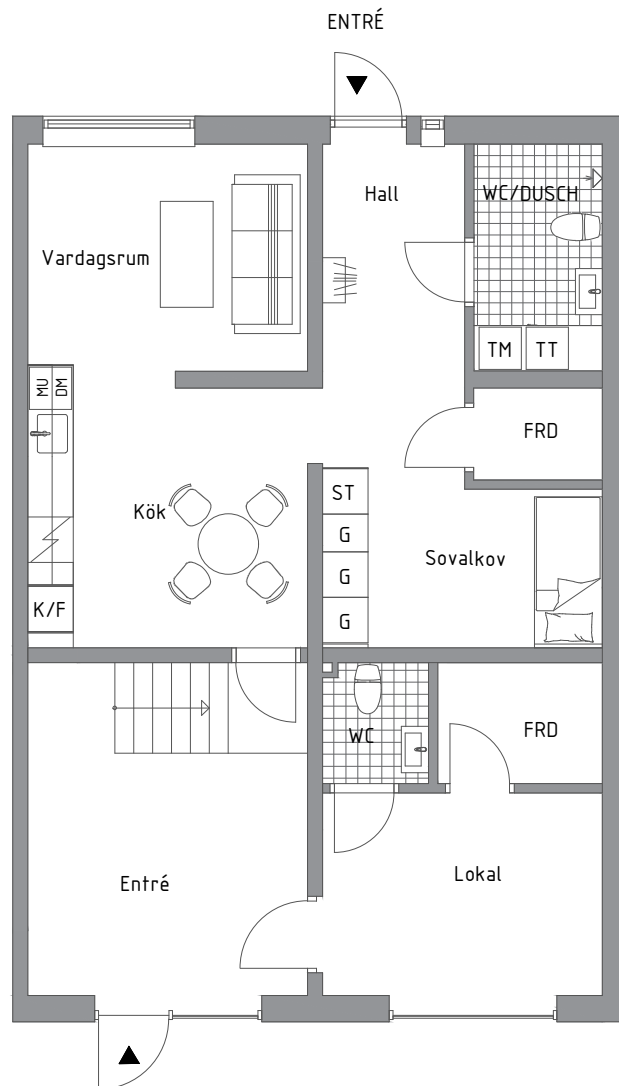 ENTRÉ
Hall
WC/DUSCH
Vardagsrum
TM TT
MU
DM
FRD
ST
Kök
G
Sovalkov
G
K/F
G
WC
FRD
Entré
Lokal